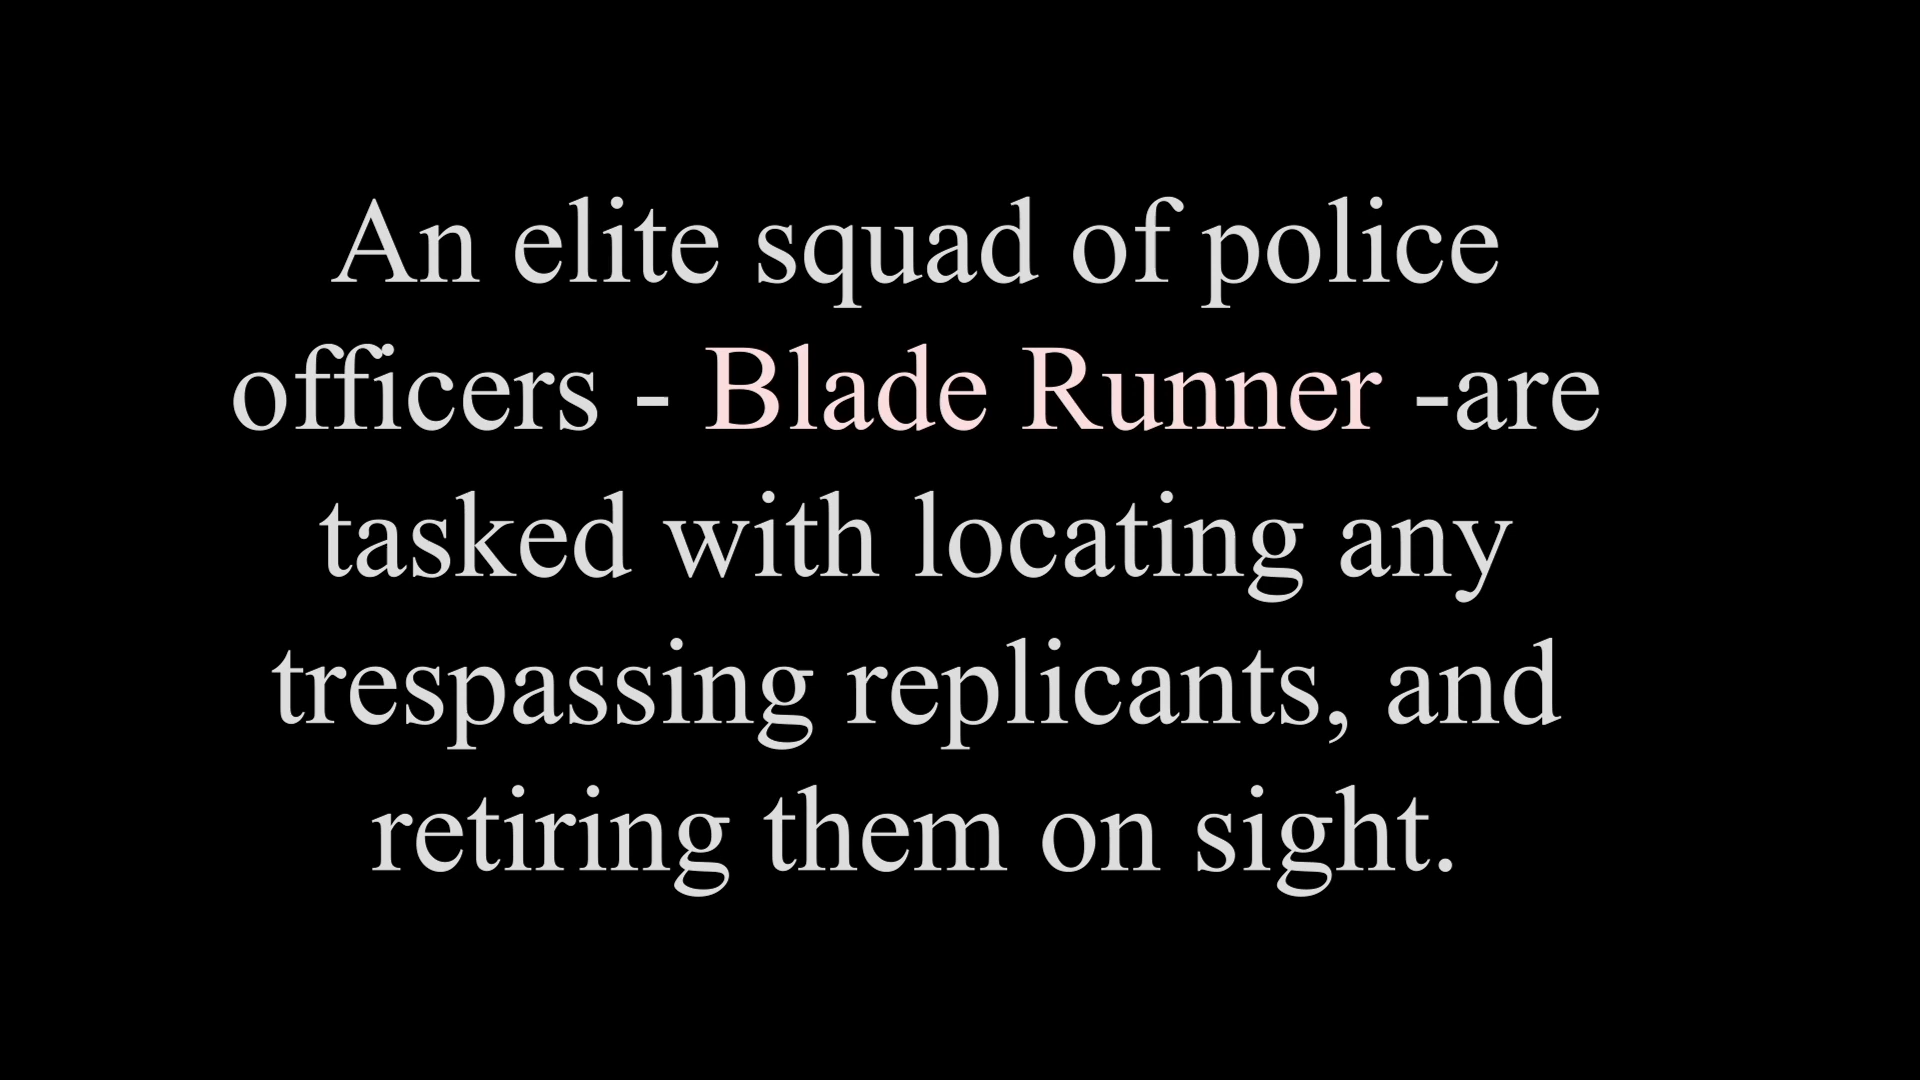 An elite squad of police
officers - Blade Runner -are
tasked with locating any
trespassing replicants, and
retiring them on sight.